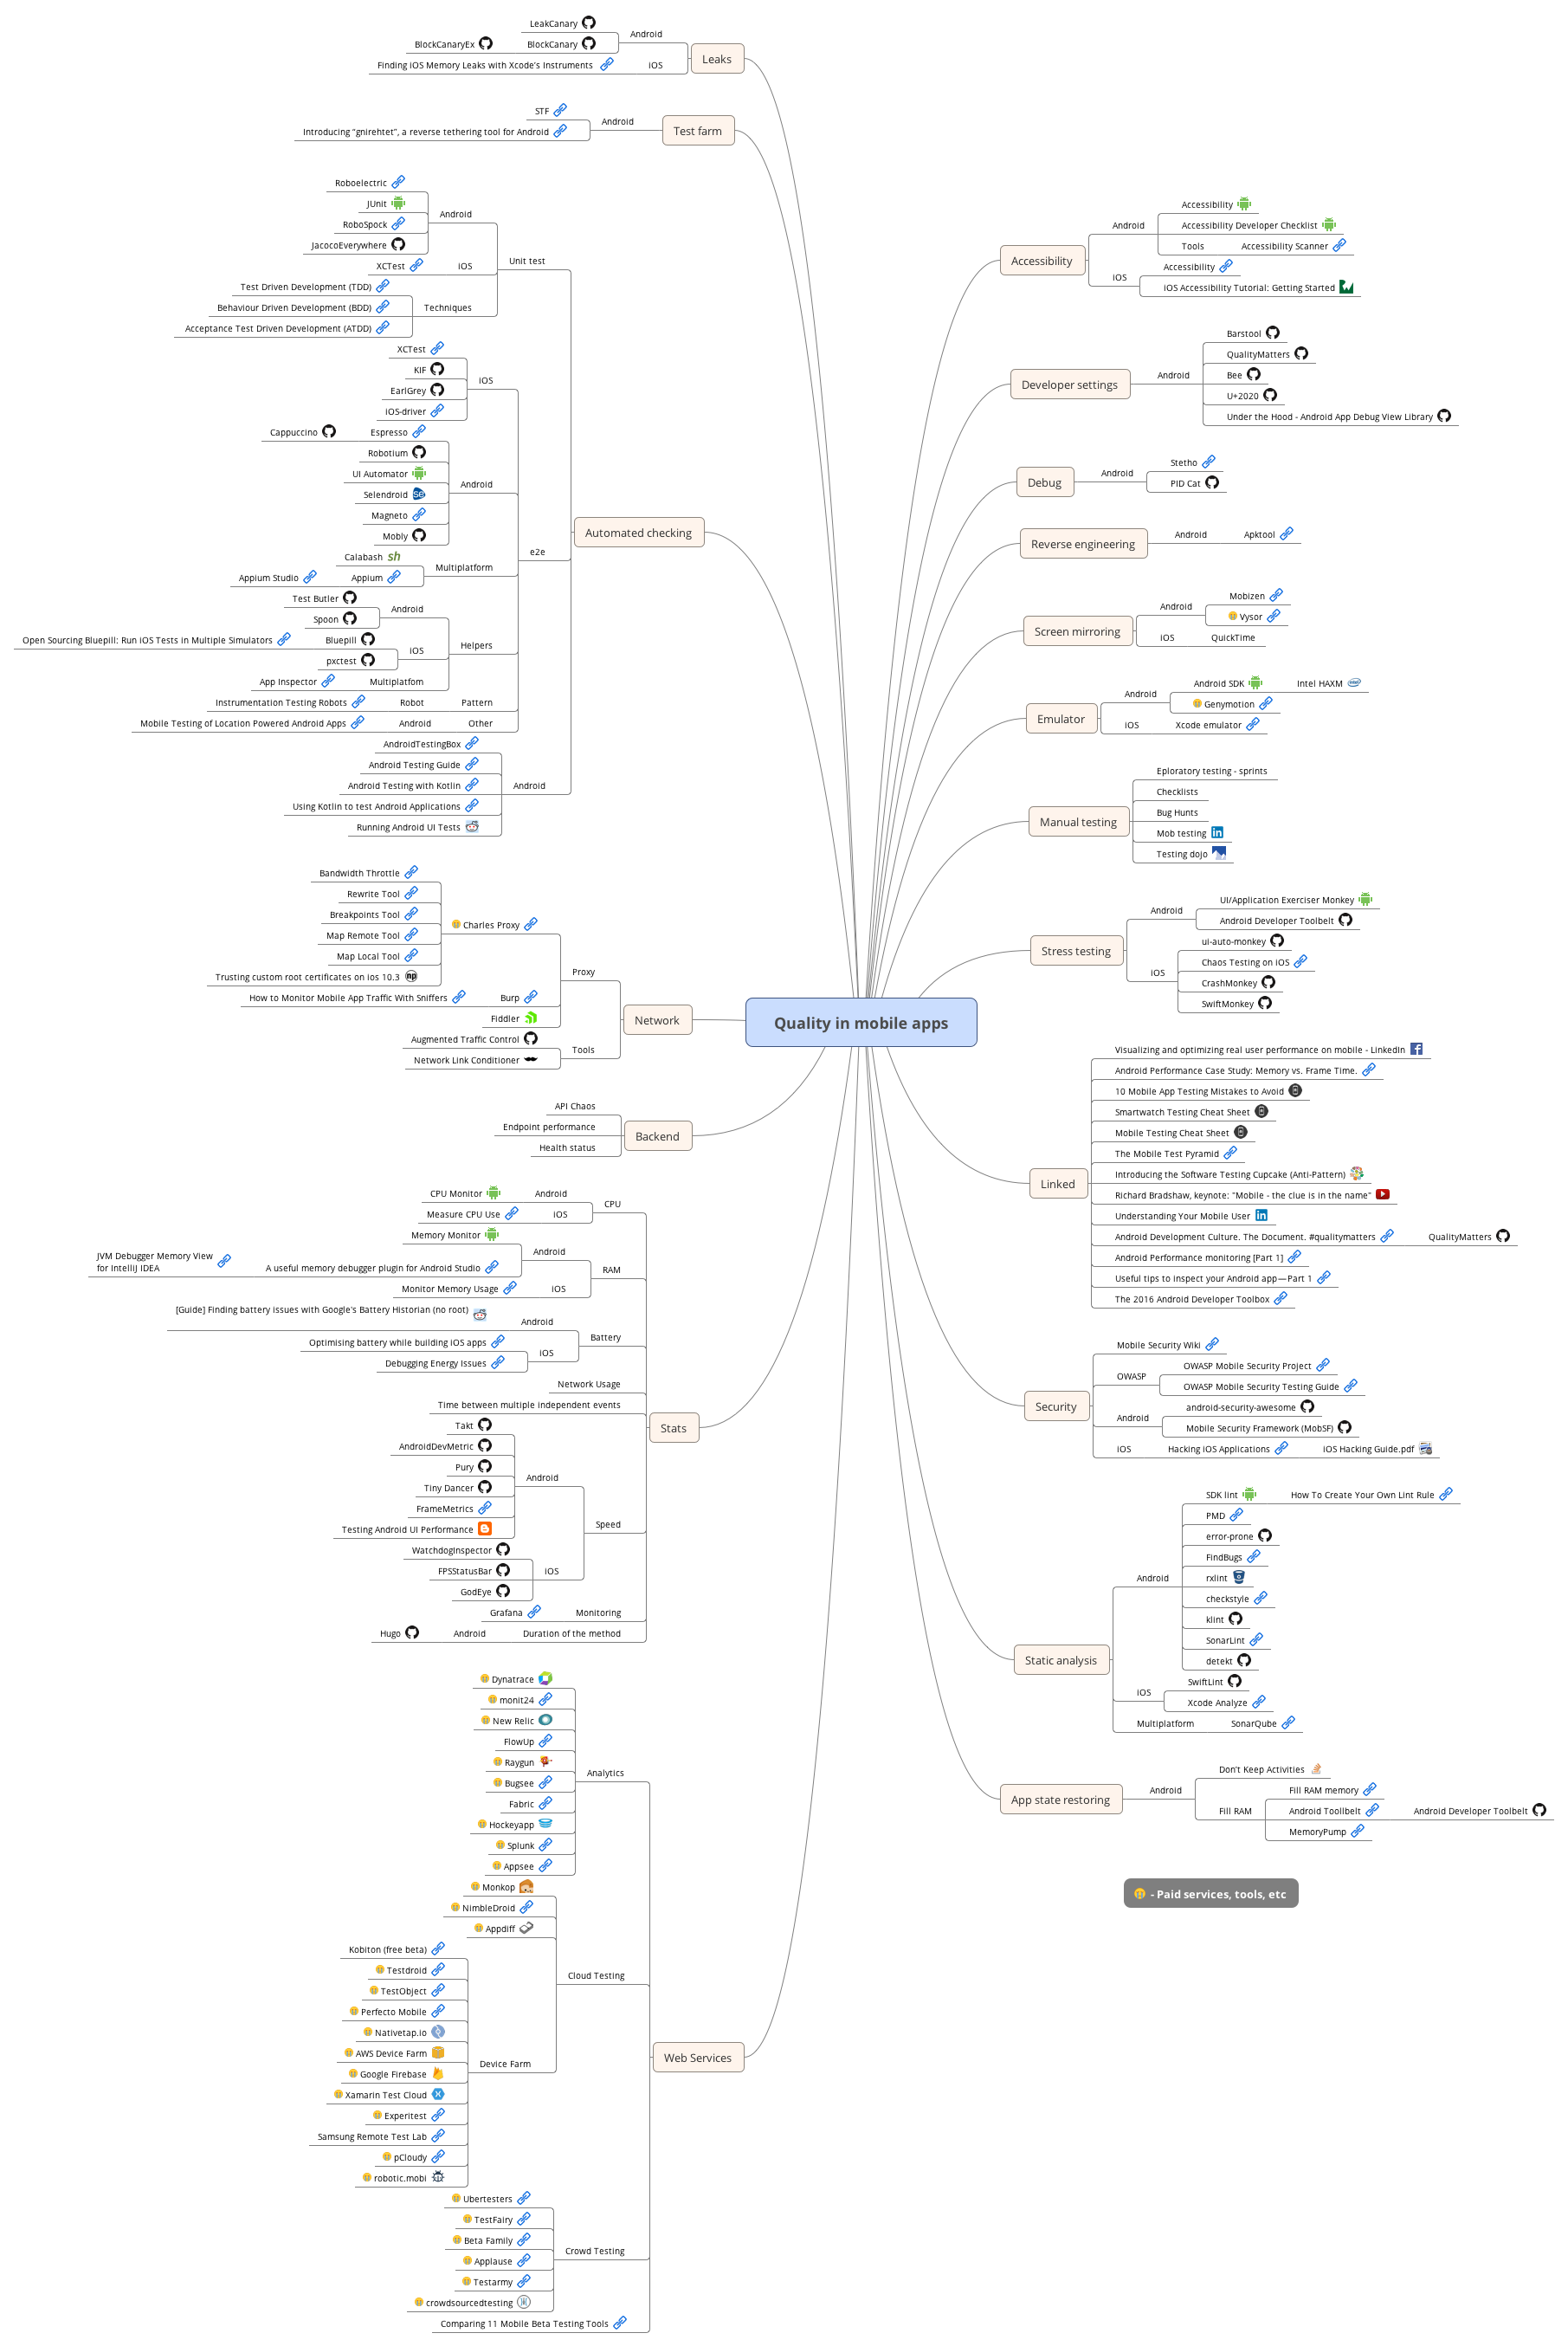 Quality in mobile apps
Leaks
Android
LeakCanary
BlockCanary
BlockCanaryEx
iOS
Finding iOS Memory Leaks with Xcode's Instruments
Test farm
Android
STF
Introducing "gnirehtet", a reverse tethering tool for Android
Automated checking
Unit test
Android
Roboelectric
JUnit
RoboSpock
JacocoEverywhere
iOS
XCTest
Techniques
Test Driven Development (TDD)
Behaviour Driven Development (BDD)
Acceptance Test Driven Development (ATDD)
e2e
iOS
XCTest
KIF
EarlGrey
iOS-driver
Android
Espresso
Cappuccino
Robotium
UI Automator
Selendroid
Magneto
Mobly
Multiplatform
Calabash
Appium
Appium Studio
Helpers
Android
Test Butler
Spoon
iOS
Bluepill
Open Sourcing Bluepill: Run iOS Tests in Multiple Simulators
pxctest
Multiplatfom
App Inspector
Pattern
Robot
Instrumentation Testing Robots
Other
Android
Mobile Testing of Location Powered Android Apps
Android
AndroidTestingBox
Android Testing Guide
Android Testing with Kotlin
Using Kotlin to test Android Applications
Running Android UI Tests
Network
Proxy
Charles Proxy
Bandwidth Throttle
Rewrite Tool
Breakpoints Tool
Map Remote Tool
Map Local Tool
Trusting custom root certificates on ios 10.3
Burp
How to Monitor Mobile App Traffic With Sniffers
Fiddler
Tools
Augmented Traffic Control
Network Link Conditioner
Backend
API Chaos
Endpoint performance
Health status
Stats
CPU
Android
CPU Monitor
iOS
Measure CPU Use
RAM
Android
Memory Monitor
A useful memory debugger plugin for Android Studio
JVM Debugger Memory View
for IntelliJ IDEA
iOS
Monitor Memory Usage
Battery
Android
[Guide] Finding battery issues with Google's Battery Historian (no root)
iOS
Optimising battery while building iOS apps
Debugging Energy Issues
Network Usage
Time between multiple independent events
Speed
Android
Takt
AndroidDevMetric
Pury
Tiny Dancer
FrameMetrics
Testing Android UI Performance
iOS
WatchdogInspector
FPSStatusBar
GodEye
Monitoring
Grafana
Duration of the method
Android
Hugo
Web Services
Analytics
Dynatrace
monit24
New Relic
FlowUp
Raygun
Bugsee
Fabric
Hockeyapp
Splunk
Appsee
Cloud Testing
Monkop
NimbleDroid
Appdiff
Device Farm
Kobiton (free beta)
Testdroid
TestObject
Perfecto Mobile
Nativetap.io
AWS Device Farm
Google Firebase
Xamarin Test Cloud
Experitest
Samsung Remote Test Lab
pCloudy
robotic.mobi
Crowd Testing
Ubertesters
TestFairy
Beta Family
Applause
Testarmy
crowdsourcedtesting
Comparing 11 Mobile Beta Testing Tools
Accessibility
Android
Accessibility
Accessibility Developer Checklist
Tools
Accessibility Scanner
iOS
Accessibility
iOS Accessibility Tutorial: Getting Started
Developer settings
Android
Barstool
QualityMatters
Bee
U+2020
Under the Hood - Android App Debug View Library
Debug
Android
Stetho
PID Cat
Reverse engineering
Android
Apktool
Screen mirroring
Android
Mobizen
Vysor
iOS
QuickTime
Emulator
Android
Android SDK
Intel HAXM
Genymotion
iOS
Xcode emulator
Manual testing
Eploratory testing - sprints
Checklists
Bug Hunts
Mob testing
Testing dojo
Stress testing
Android
UI/Application Exerciser Monkey
Android Developer Toolbelt
iOS
ui-auto-monkey
Chaos Testing on iOS
CrashMonkey
SwiftMonkey
Linked
Visualizing and optimizing real user performance on mobile - LinkedIn
Android Performance Case Study: Memory vs. Frame Time.
10 Mobile App Testing Mistakes to Avoid
Smartwatch Testing Cheat Sheet
Mobile Testing Cheat Sheet
The Mobile Test Pyramid
Introducing the Software Testing Cupcake (Anti-Pattern)
Richard Bradshaw, keynote: "Mobile - the clue is in the name"
Understanding Your Mobile User
Android Development Culture. The Document. #qualitymatters
QualityMatters
Android Performance monitoring [Part 1]
Useful tips to inspect your Android app — Part 1
The 2016 Android Developer Toolbox
Security
Mobile Security Wiki
OWASP
OWASP Mobile Security Project
OWASP Mobile Security Testing Guide
Android
android-security-awesome
Mobile Security Framework (MobSF)
iOS
Hacking iOS Applications
iOS Hacking Guide.pdf
Static analysis
Android
SDK lint
How To Create Your Own Lint Rule
PMD
error-prone
FindBugs
rxlint
checkstyle
klint
SonarLint
detekt
iOS
SwiftLint
Xcode Analyze
Multiplatform
SonarQube
App state restoring
Android
Don't Keep Activities
Fill RAM
Fill RAM memory
Android Toollbelt
Android Developer Toolbelt
MemoryPump
- Paid services, tools, etc